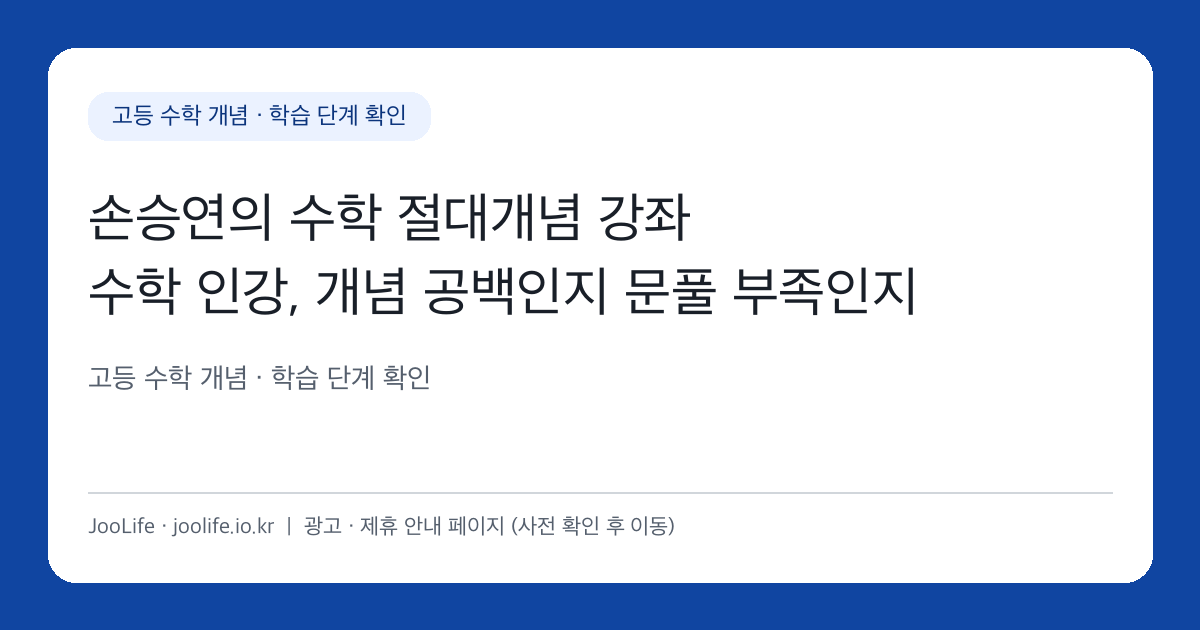 고등 수학 개념 · 학습 단계 확인
손승연의 수학 절대개념 강좌
수학 인강, 개념 공백인지 문풀 부족인지
고등 수학 개념 · 학습 단계 확인
JooLife · joolife.io.kr | 광고 · 제휴 안내 페이지 (사전 확인 후 이동)